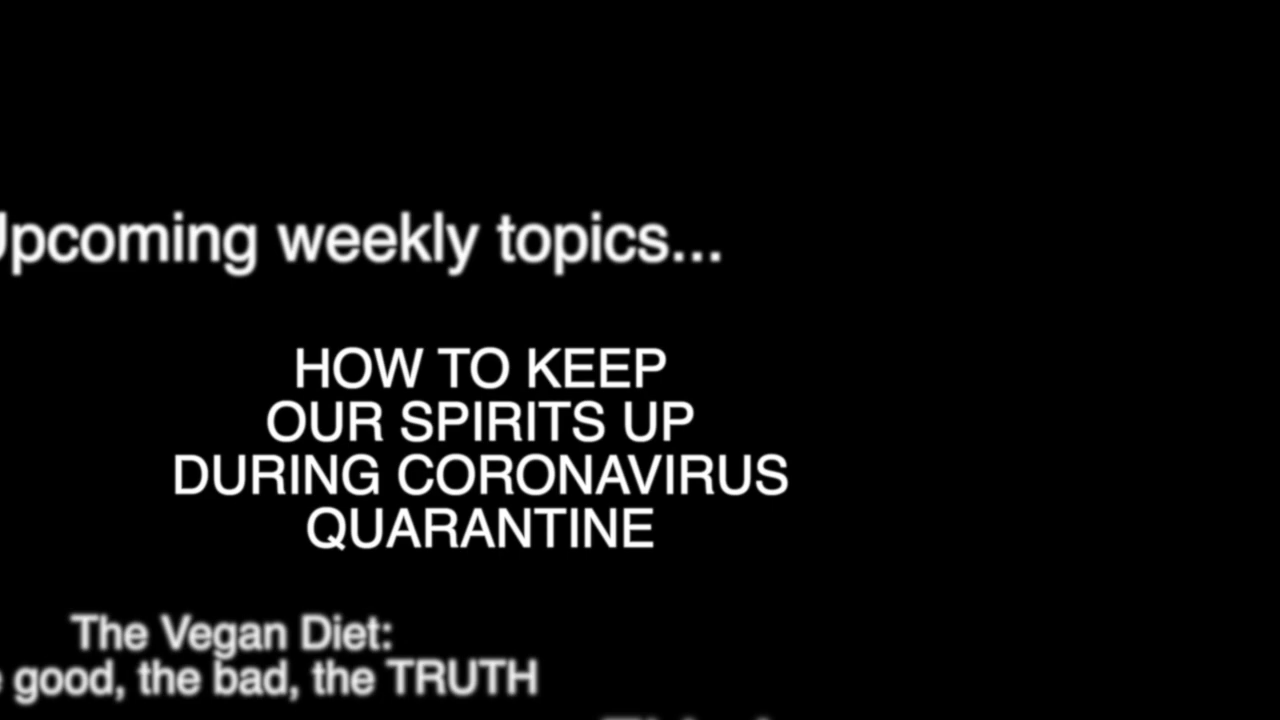 Upcoming weekly topics...
HOW TO KEEP
OUR SPIRITS UP
DURING CORONAVIRUS
QUARANTINE
The Vegan Diet:
good, the bad, the TRUTH